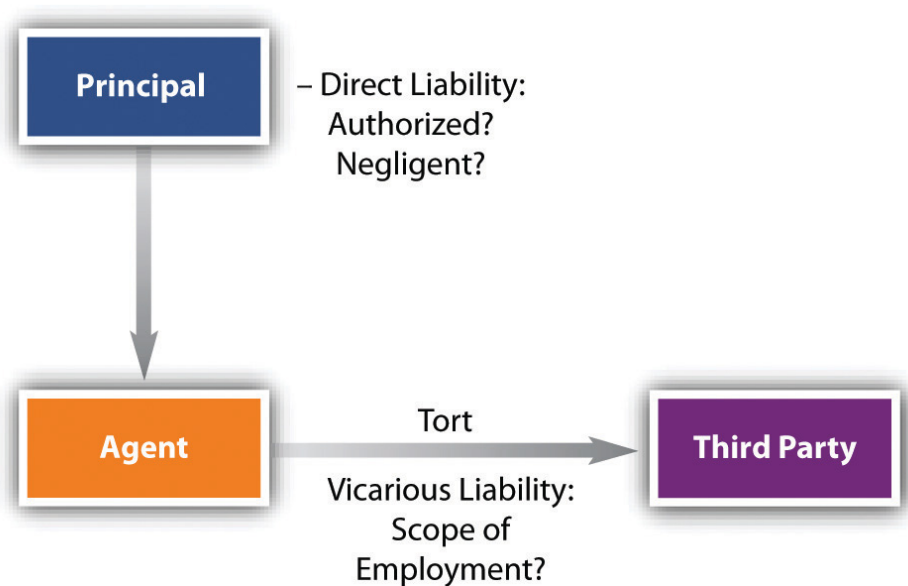 Principal
– Direct Liability:
Authorized?
Negligent?
Agent
Tort
Third Party
Vicarious Liability:
Scope of
Employment?